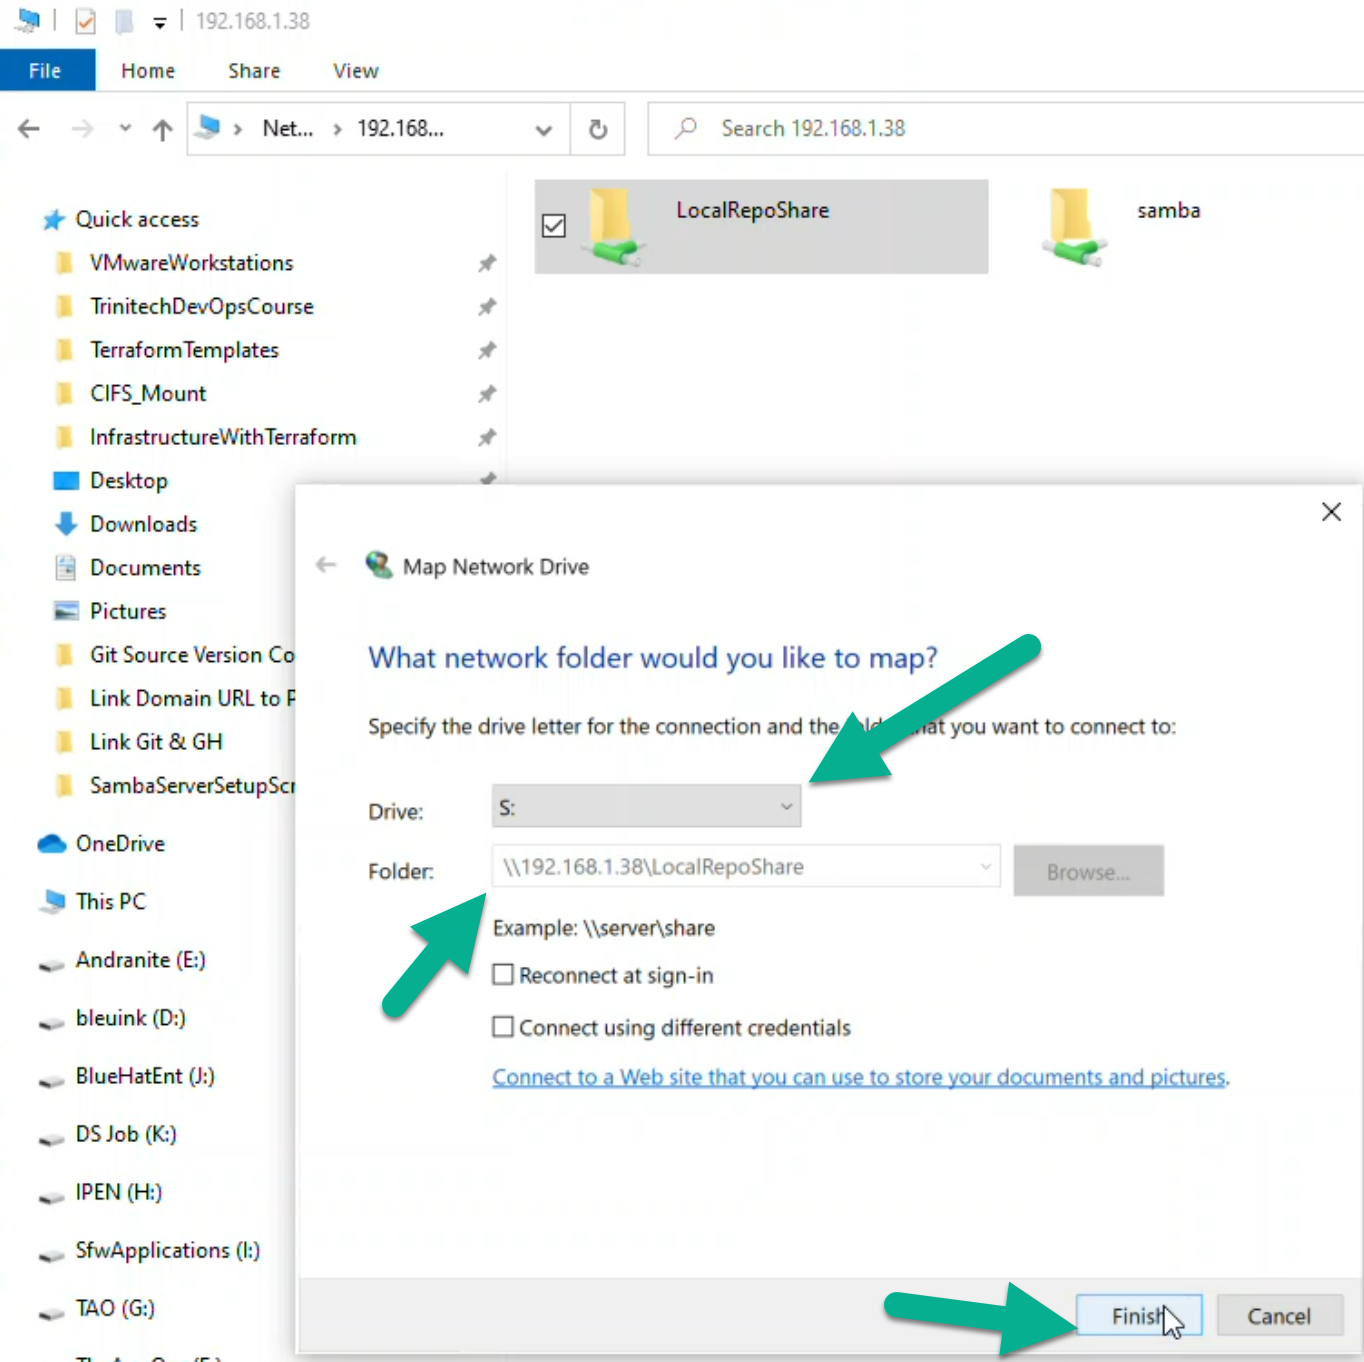 192.168.1.38
File Home Share View
Net... 192.168... Search 192.168.1.38
Quick access
VMwareWorkstations
TrinitechDevOpsCourse
TerraformTemplates
CIFS_Mount
InfrastructureWithTerraform
Desktop
Downloads
Documents
Pictures
Git Source Version Co
Link Domain URL to P
Link Git & GH
SambaServerSetupScr
OneDrive
This PC
Andranite (E:)
bleuink (D:)
BlueHatEnt (J:)
DS Job (K:)
IPEN (H:)
SfwApplications (I:)
TAO (G:)
LocalRepoShare
samba
Map Network Drive
What network folder would you like to map?
Specify the drive letter for the connection and the that you want to connect to:
Drive: S:
Folder: \\192.168.1.38\LocalRepoShare Browse...
Example: \\server\share
Reconnect at sign-in
Connect using different credentials
Connect to a Web site that you can use to store your documents and pictures.
Finish Cancel